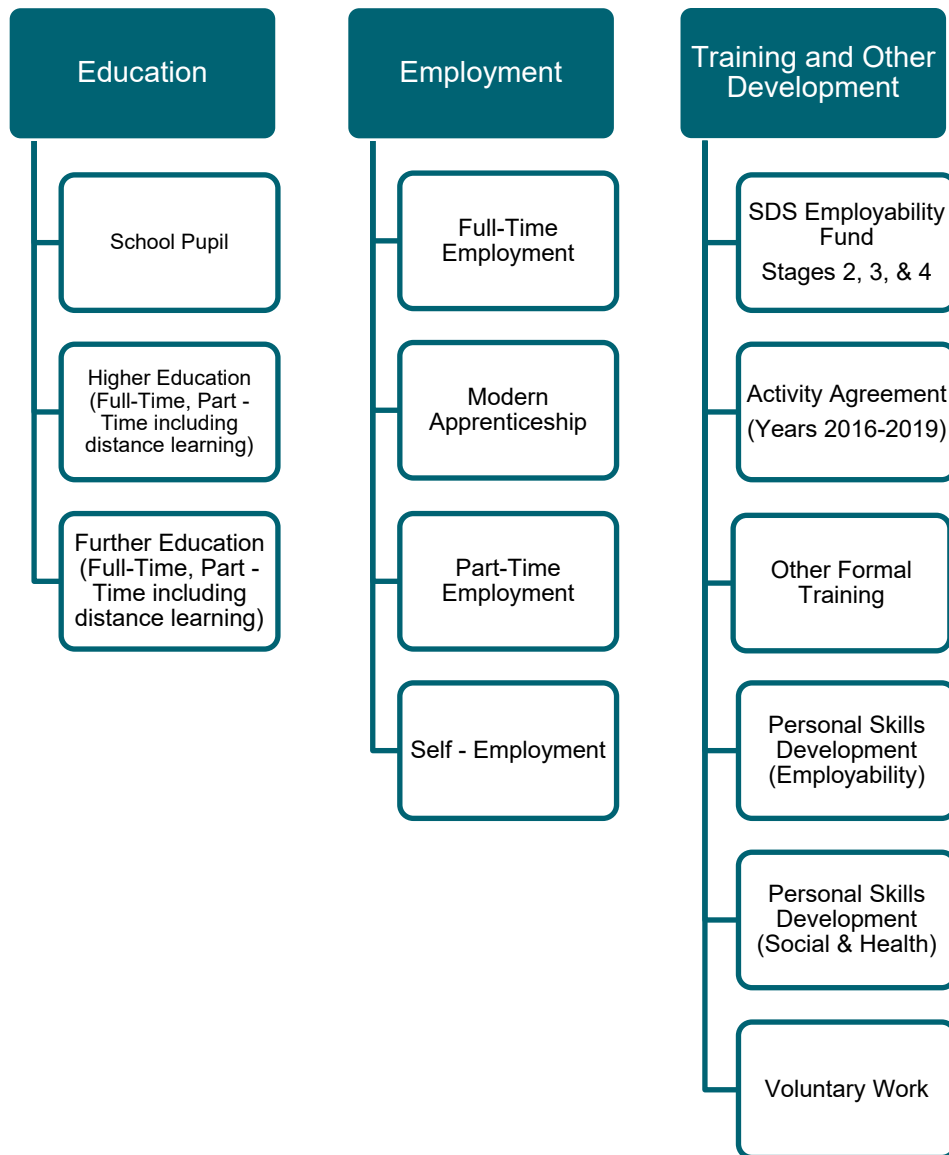 Education
School Pupil
Higher Education
(Full-Time, Part -
Time including
distance learning)
Further Education
(Full-Time, Part -
Time including
distance learning)
Employment
Full-Time
Employment
Modern
Apprenticeship
Part-Time
Employment
Self - Employment
Training and Other
Development
SDS Employability
Fund
Stages 2, 3, & 4
Activity Agreement
(Years 2016-2019)
Other Formal
Training
Personal Skills
Development
(Employability)
Personal Skills
Development
(Social & Health)
Voluntary Work